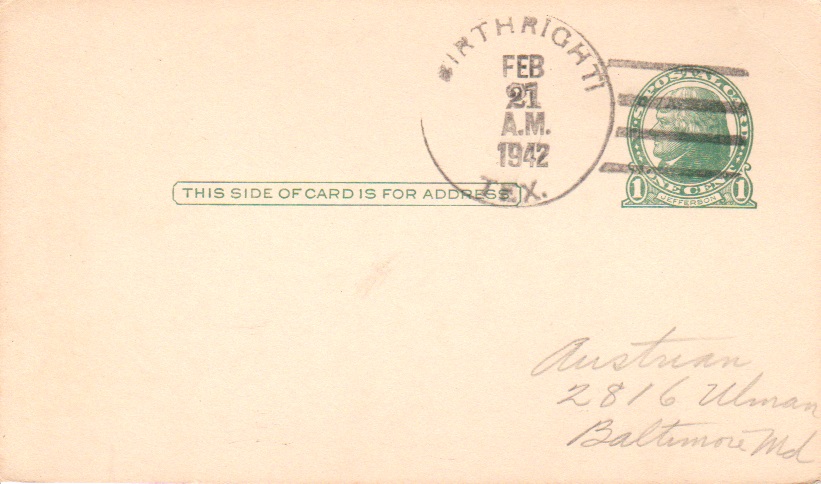 BIRTHRIGHT
FEB
21
A.M.
1942
TEX.
U.S. POSTAL CARD
ONE CENT
1 1
JEFFERSON
THIS SIDE OF CARD IS FOR ADDRESS
Austrian
2816 Ulman
Baltimore Md